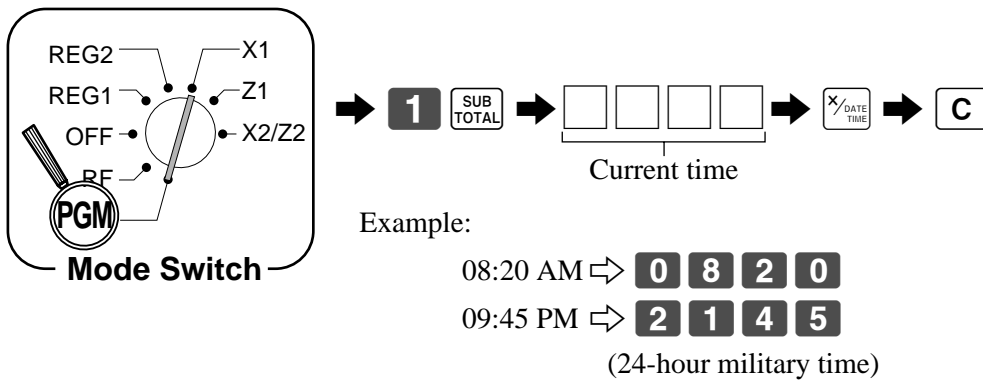 REG2
X1
REG1
Z1
OFF
X2/Z2
RF
PGM
Mode Switch
1 SUB TOTAL
×/DATE TIME
C
Current time
Example:
08:20 AM 0 8 2 0
09:45 PM 2 1 4 5
(24-hour military time)